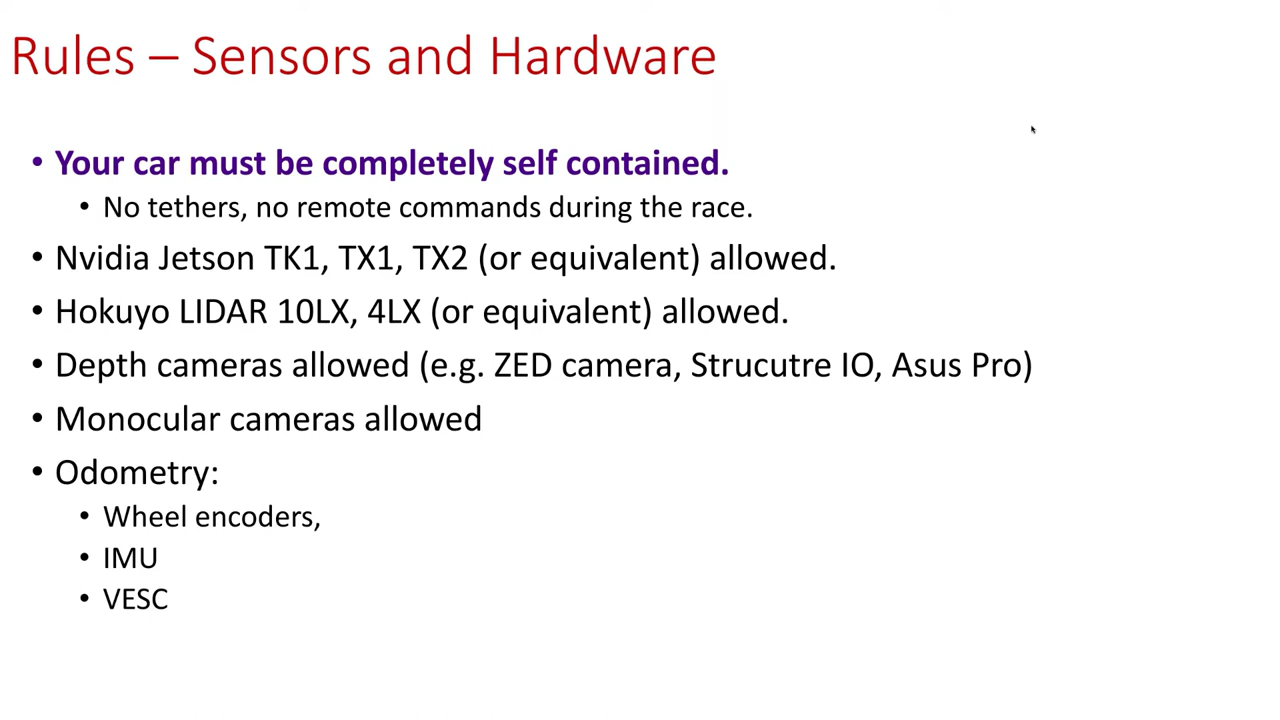 Rules – Sensors and Hardware
• Your car must be completely self contained.
• No tethers, no remote commands during the race.
• Nvidia Jetson TK1, TX1, TX2 (or equivalent) allowed.
• Hokuyo LIDAR 10LX, 4LX (or equivalent) allowed.
• Depth cameras allowed (e.g. ZED camera, Strucutre IO, Asus Pro)
• Monocular cameras allowed
• Odometry:
• Wheel encoders,
• IMU
• VESC